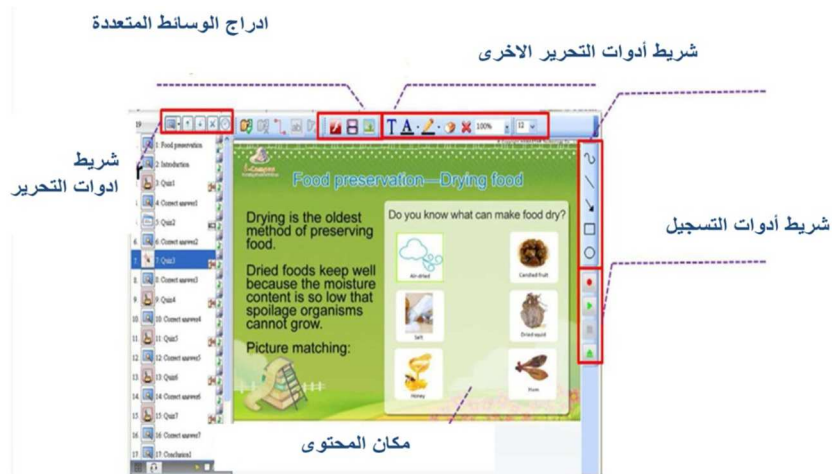 ادراج الوسائط المتعددة
شريط أدوات التحرير الاخرى
شريط
ادوات التحرير
شريط أدوات التسجيل
مكان المحتوى
19
100%
12
1 Food preservation
2 Introduction
3 Quiz1
4 Correct answer1
5 Quiz2
6 Correct answer2
7 Quiz3
8 Correct answer3
9 Quiz4
10 Correct answer4
11 Quiz5
12 Correct answer5
13 Quiz6
14 Correct answer6
15 Quiz7
16 Correct answer7
17 Conclusion1
Food preservation—Drying food
Drying is the oldest
method of preserving
food.
Dried foods keep well
because the moisture
content is so low that
spoilage organisms
cannot grow.
Picture matching:
Do you know what can make food dry?
Air-dried
Candied fruit
Salt
Dried squid
Honey
Ham